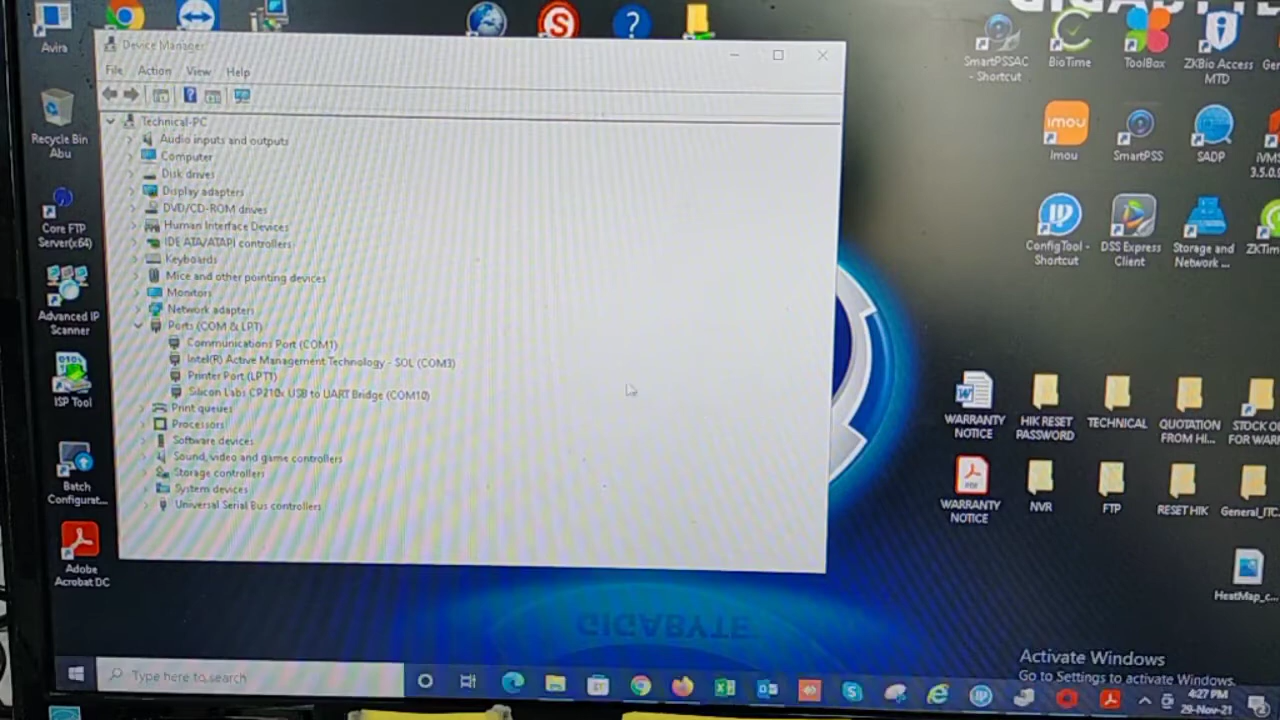 GIGABYTE
Avira
Device Manager
File Action View Help
Technical-PC
Audio inputs and outputs
Computer
Disk drives
Display adapters
DVD/CD-ROM drives
Human Interface Devices
IDE ATA/ATAPI controllers
Keyboards
Mice and other pointing devices
Monitors
Network adapters
Ports (COM & LPT)
Communications Port (COM1)
Intel(R) Active Management Technology - SOL (COM3)
Printer Port (LPT1)
Silicon Labs CP210x USB to UART Bridge (COM10)
Print queues
Processors
Software devices
Sound, video and game controllers
Storage controllers
System devices
Universal Serial Bus controllers
Recycle Bin
Abu
Core FTP
Server(x64)
Advanced IP
Scanner
ISP Tool
Batch
Configurat...
Adobe
Acrobat DC
SmartPSSAC
- Shortcut
BioTime
ToolBox
ZKBio Access
MTD
imou
Imou
SmartPSS
SADP
3.5.0.
ConfigTool -
Shortcut
DSS Express
Client
Storage and
Network ...
WARRANTY
NOTICE
HIK RESET
PASSWORD
TECHNICAL
QUOTATION
FROM HI...
FOR WAR
PDF
WARRANTY
NOTICE
NVR
FTP
RESET HIK
HeatMap_c...
GIGABYTE
Activate Windows
Go to Settings to activate Windows.
Type here to search
4:27 PM
29-Nov-21